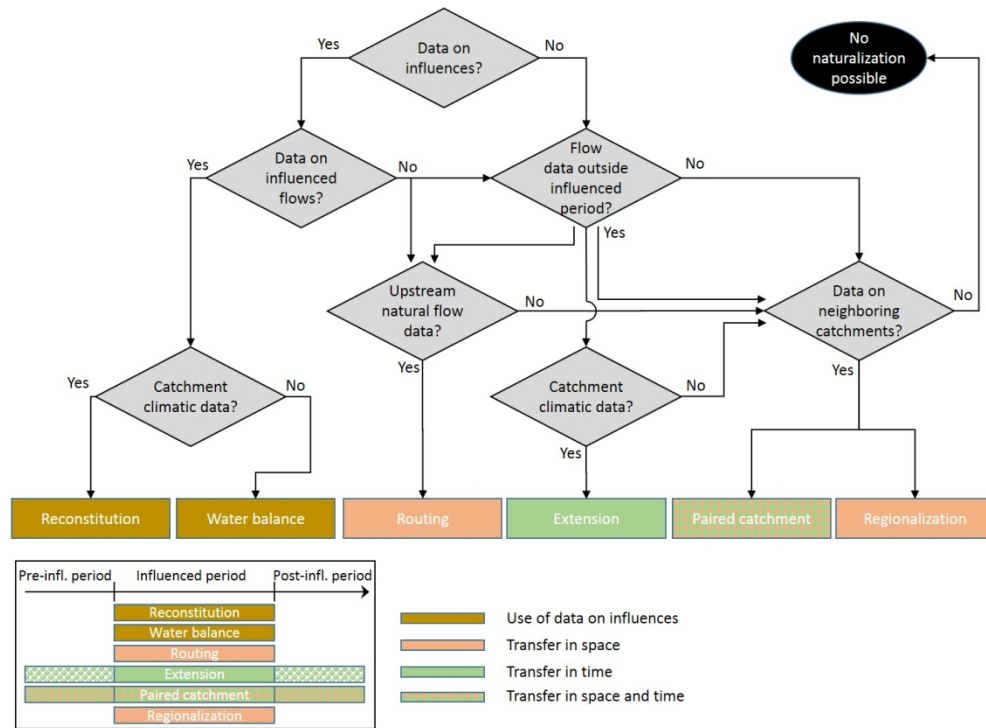 Data on
influences?
Yes
No
No
naturalization
possible
Data on
influenced
flows?
Yes
No
Flow
data outside
influenced
period?
No
Yes
Upstream
natural flow
data?
No
Yes
Data on
neighboring
catchments?
No
Yes
Catchment
climatic data?
Yes
No
Catchment
climatic data?
No
Yes
Reconstitution
Water balance
Routing
Extension
Paired catchment
Regionalization
Pre-infl. period
Influenced period
Post-infl. period
Reconstitution
Water balance
Routing
Extension
Paired catchment
Regionalization
Use of data on influences
Transfer in space
Transfer in time
Transfer in space and time